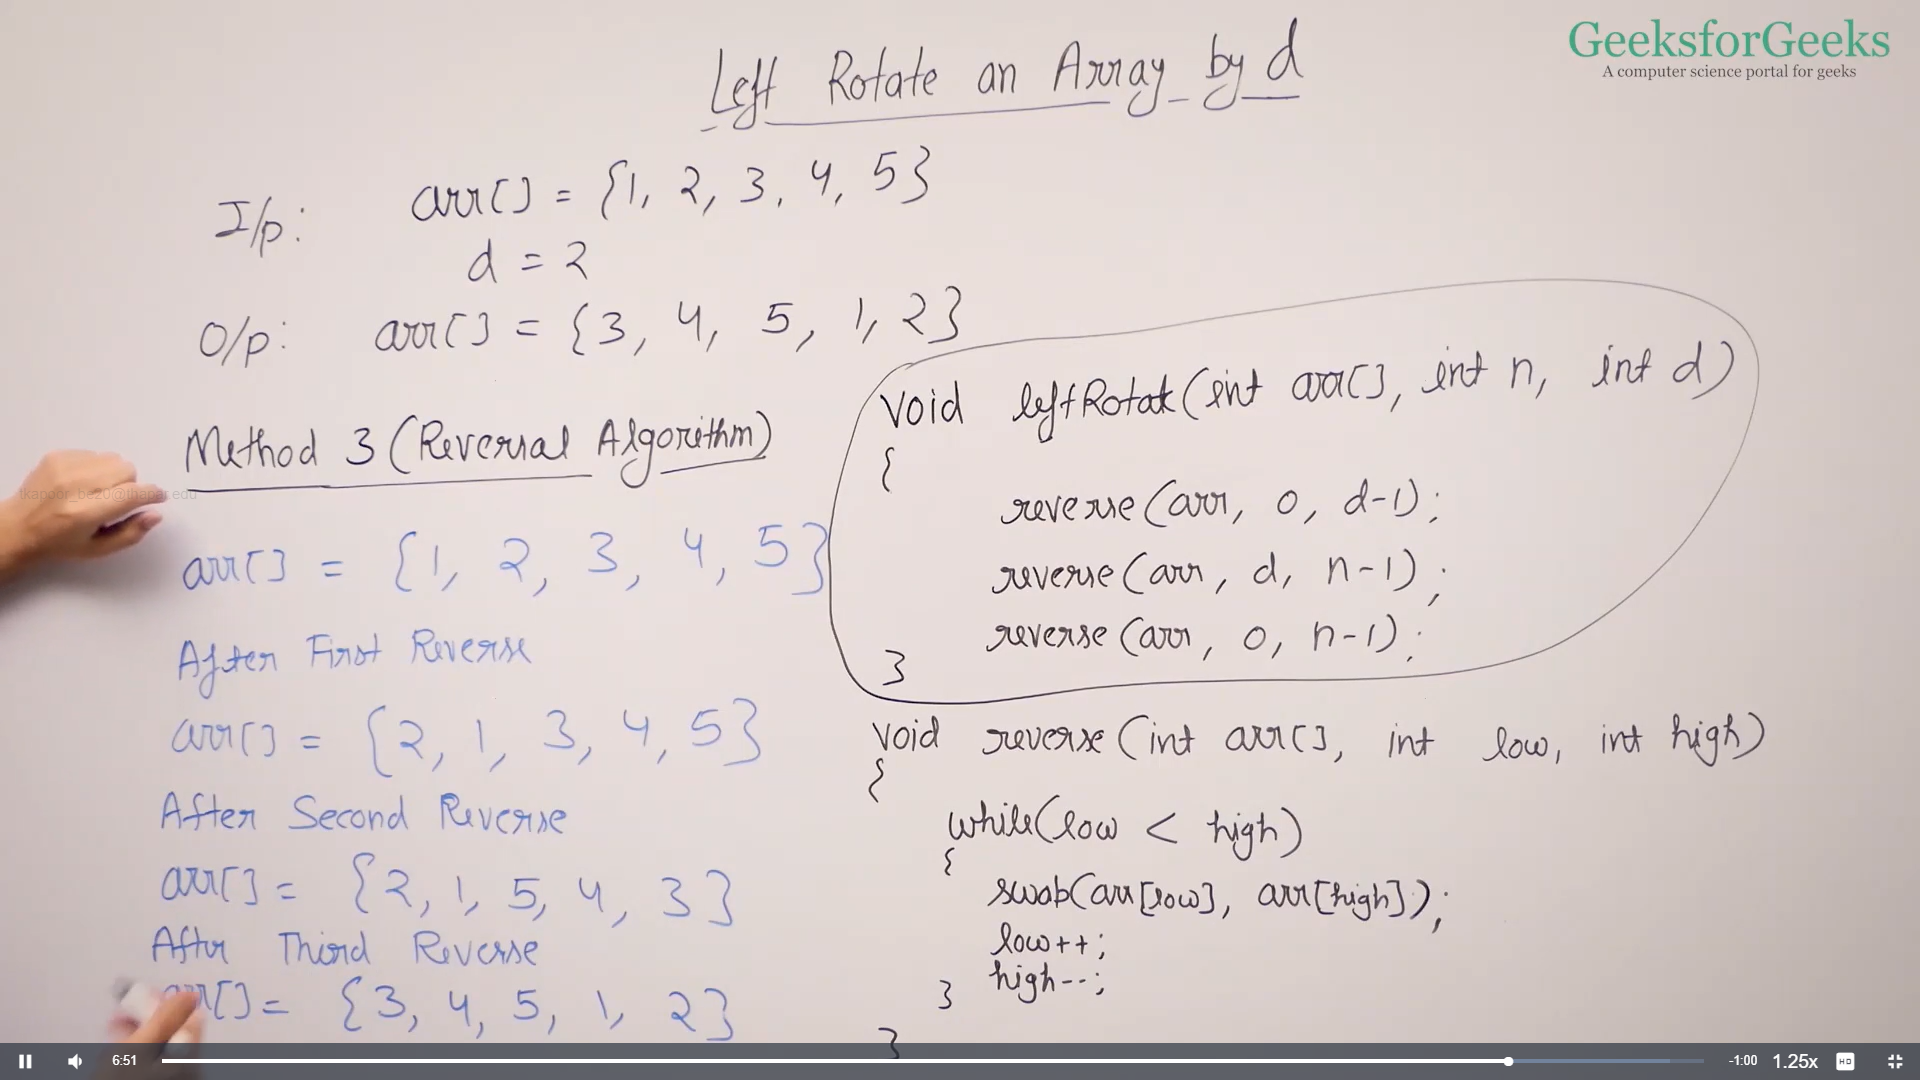 GeeksforGeeks
A computer science portal for geeks
Left Rotate an Array by d
I/p: arr[] = {1, 2, 3, 4, 5}
d = 2
O/p: arr[] = {3, 4, 5, 1, 2}
Method 3 (Reversal Algorithm)
tkapoor_be20@thapar.edu
arr[] = {1, 2, 3, 4, 5}
After First Reverse
arr[] = {2, 1, 3, 4, 5}
After Second Reverse
arr[] = {2, 1, 5, 4, 3}
After Third Reverse
arr[] = {3, 4, 5, 1, 2}
void leftRotate(int arr[], int n, int d)
{
reverse(arr, 0, d-1);
reverse(arr, d, n-1);
reverse(arr, 0, n-1);
}
void reverse(int arr[], int low, int high)
{
while(low < high)
{
swab(arr[low], arr[high]);
low++;
high--;
}
}
6:51
-1:00
1.25x
HD